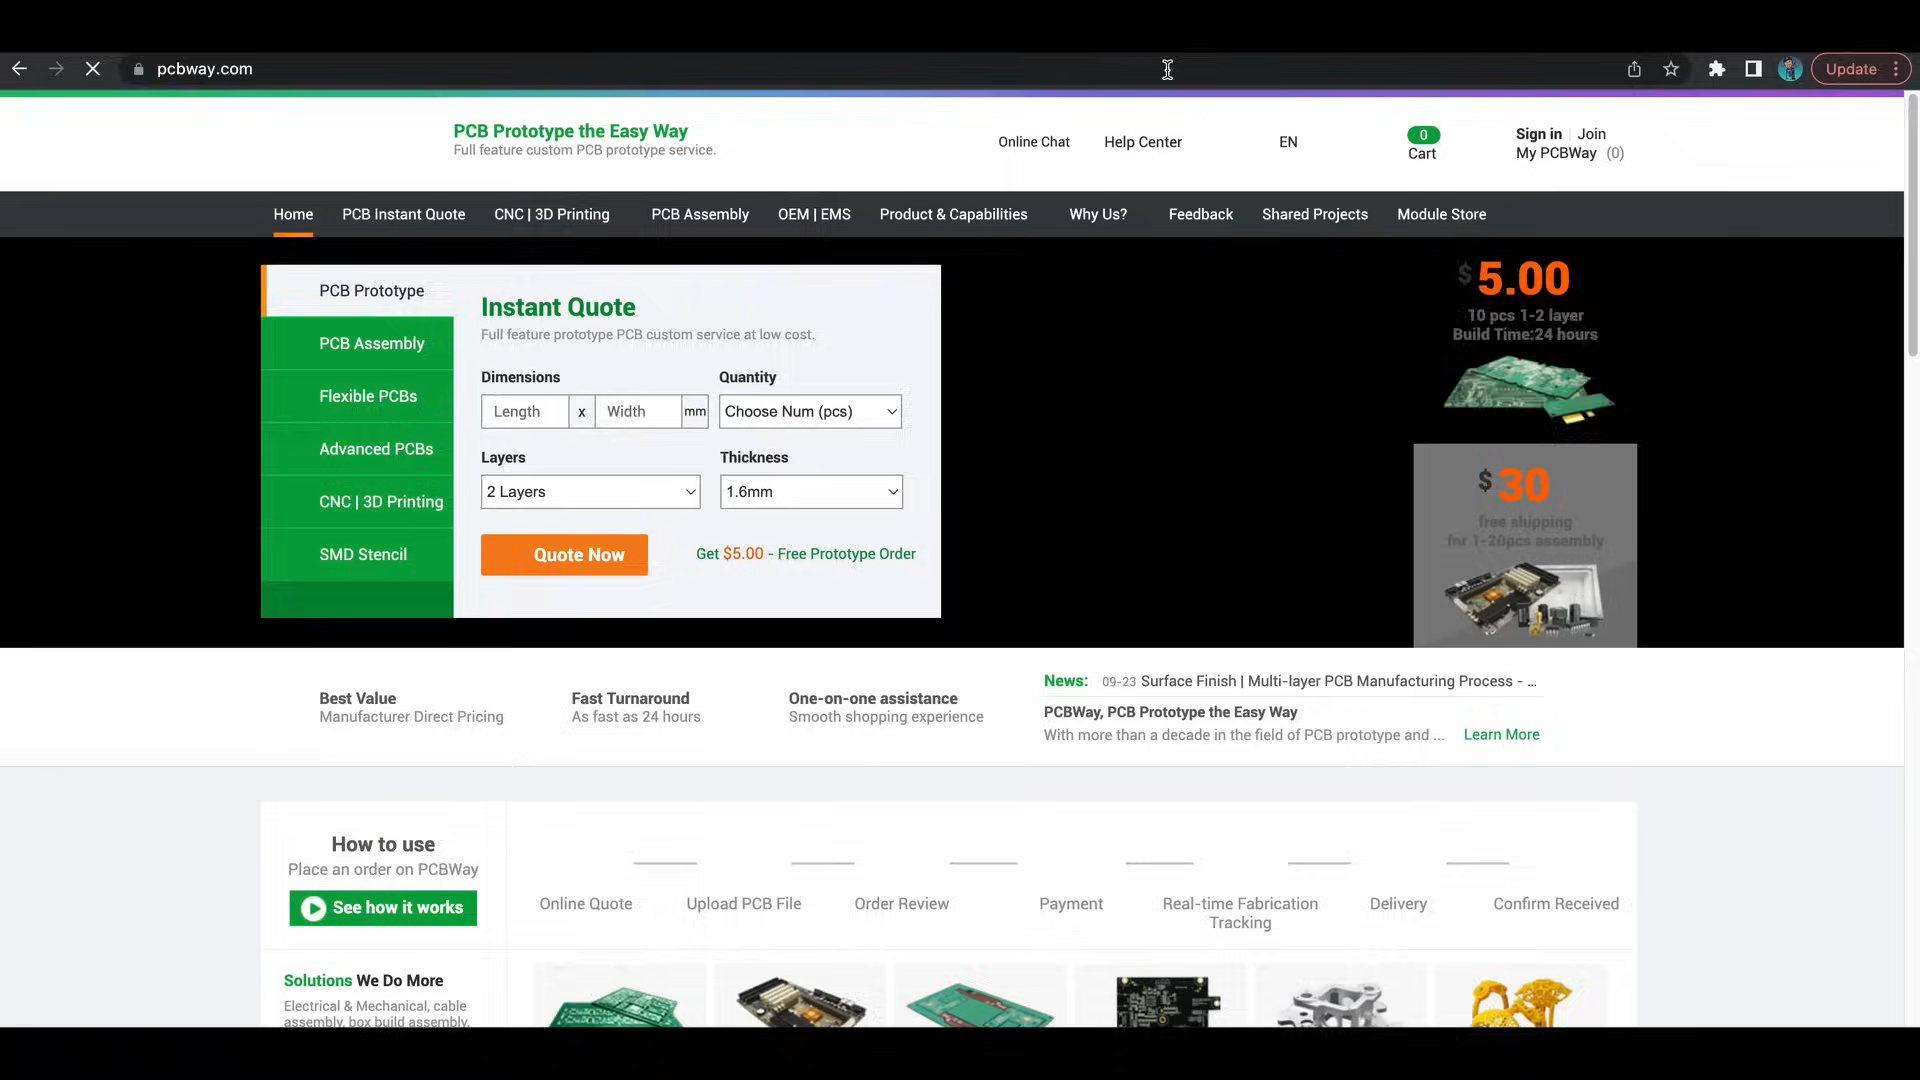 pcbway.com
Update
PCB Prototype the Easy Way
Full feature custom PCB prototype service.
Online Chat
Help Center
EN
0
Cart
Sign in | Join
My PCBWay (0)
Home
PCB Instant Quote
CNC | 3D Printing
PCB Assembly
OEM | EMS
Product & Capabilities
Why Us?
Feedback
Shared Projects
Module Store
PCB Prototype
PCB Assembly
Flexible PCBs
Advanced PCBs
CNC | 3D Printing
SMD Stencil
Instant Quote
Full feature prototype PCB custom service at low cost.
Dimensions
Quantity
Length x Width mm
Choose Num (pcs)
Layers
Thickness
2 Layers
1.6mm
Quote Now
Get $5.00 - Free Prototype Order
$ 5.00
10 pcs 1-2 layer
Build Time:24 hours
$ 30
free shipping
for 1-20pcs assembly
Best Value
Manufacturer Direct Pricing
Fast Turnaround
As fast as 24 hours
One-on-one assistance
Smooth shopping experience
News: 09-23 Surface Finish | Multi-layer PCB Manufacturing Process - ...
PCBWay, PCB Prototype the Easy Way
With more than a decade in the field of PCB prototype and ... Learn More
How to use
Place an order on PCBWay
See how it works
Online Quote
Upload PCB File
Order Review
Payment
Real-time Fabrication
Tracking
Delivery
Confirm Received
Solutions We Do More
Electrical & Mechanical, cable
assembly, box build assembly,